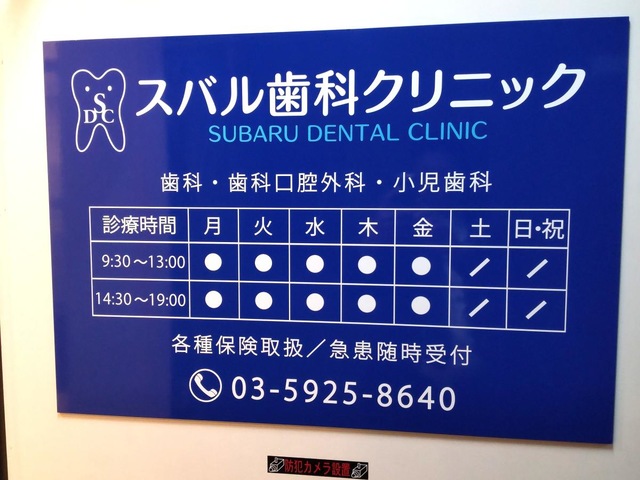 DSC
スバル歯科クリニック
SUBARU DENTAL CLINIC
歯科・歯科口腔外科・小児歯科
診療時間 月 火 水 木 金 土 日・祝
9:30〜13:00 ● ● ● ● ● / /
14:30〜19:00 ● ● ● ● ● / /
各種保険取扱/急患随時受付
03-5925-8640
防犯カメラ設置